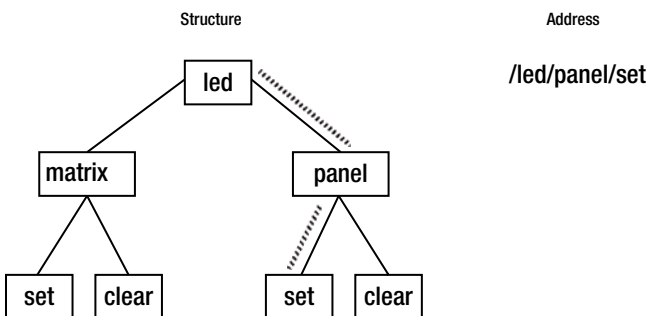 Structure
Address
led
/led/panel/set
matrix
panel
set
clear
set
clear